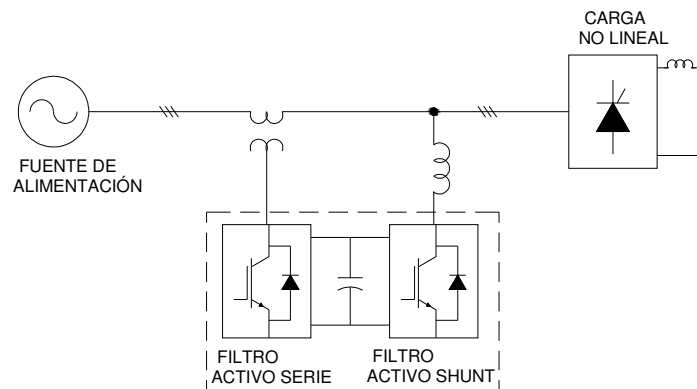 CARGA
NO LINEAL
FUENTE DE
ALIMENTACIÓN
FILTRO
ACTIVO SERIE
FILTRO
ACTIVO SHUNT